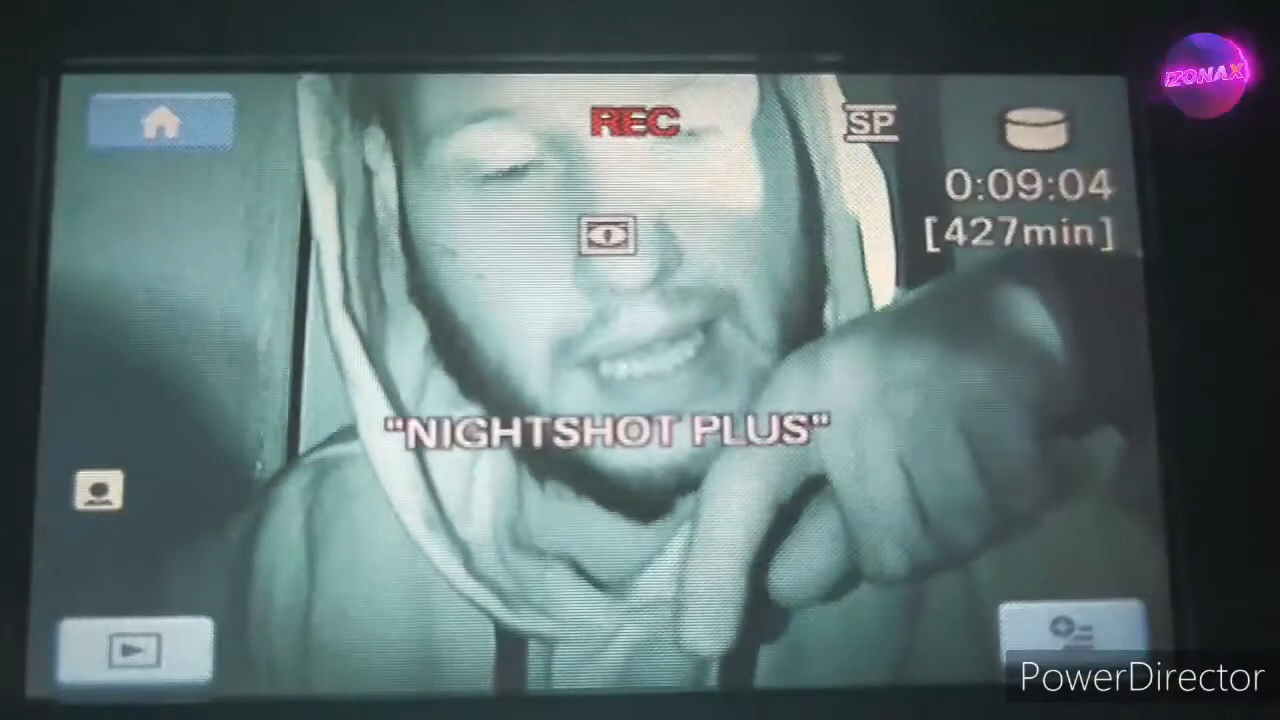 IZONAX
REC
SP
0:09:04
[427min]
"NIGHTSHOT PLUS"
PowerDirector